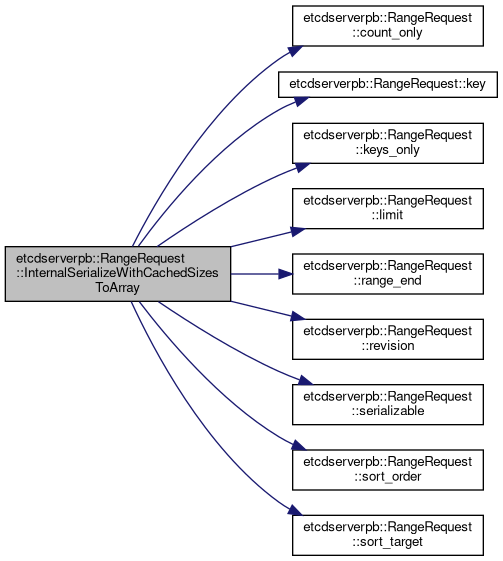 etcdserverpb::RangeRequest
::count_only
etcdserverpb::RangeRequest::key
etcdserverpb::RangeRequest
::keys_only
etcdserverpb::RangeRequest
::limit
etcdserverpb::RangeRequest
::InternalSerializeWithCachedSizes
ToArray
etcdserverpb::RangeRequest
::range_end
etcdserverpb::RangeRequest
::revision
etcdserverpb::RangeRequest
::serializable
etcdserverpb::RangeRequest
::sort_order
etcdserverpb::RangeRequest
::sort_target